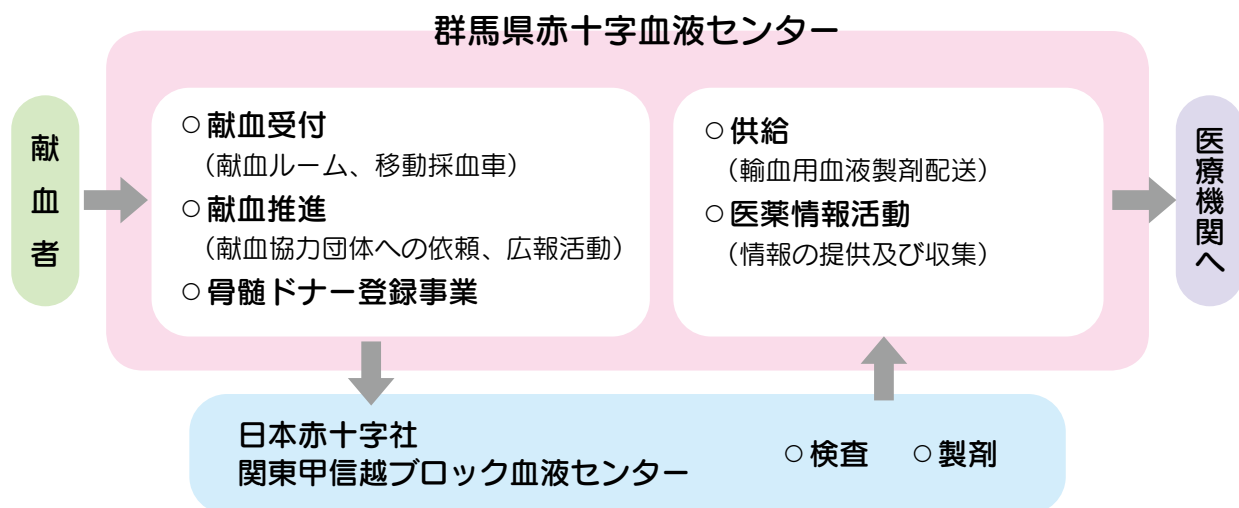 群馬県赤十字血液センター
献血者
○献血受付
（献血ルーム、移動採血車）
○献血推進
（献血協力団体への依頼、広報活動）
○骨髄ドナー登録事業
○供給
（輸血用血液製剤配送）
○医薬情報活動
（情報の提供及び収集）
医療機関へ
日本赤十字社
関東甲信越ブロック血液センター
○検査 ○製剤